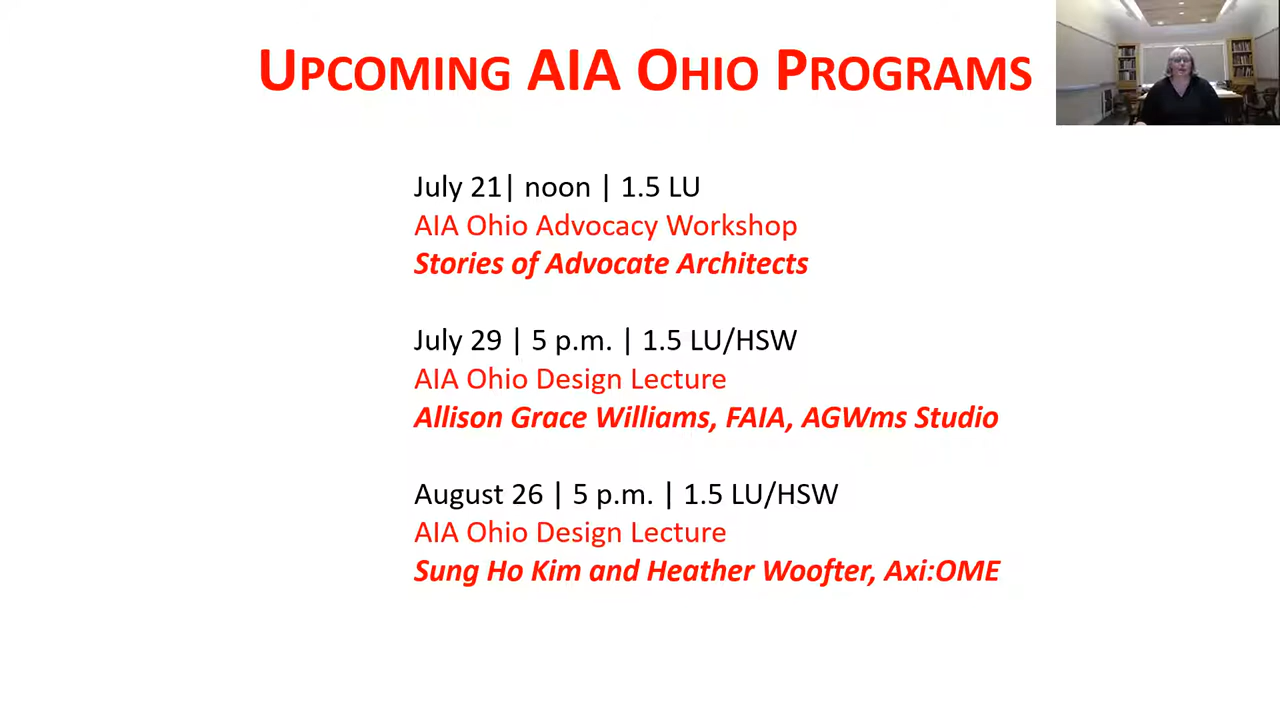 UPCOMING AIA OHIO PROGRAMS
July 21| noon | 1.5 LU
AIA Ohio Advocacy Workshop
Stories of Advocate Architects
July 29 | 5 p.m. | 1.5 LU/HSW
AIA Ohio Design Lecture
Allison Grace Williams, FAIA, AGWms Studio
August 26 | 5 p.m. | 1.5 LU/HSW
AIA Ohio Design Lecture
Sung Ho Kim and Heather Woofter, Axi:OME